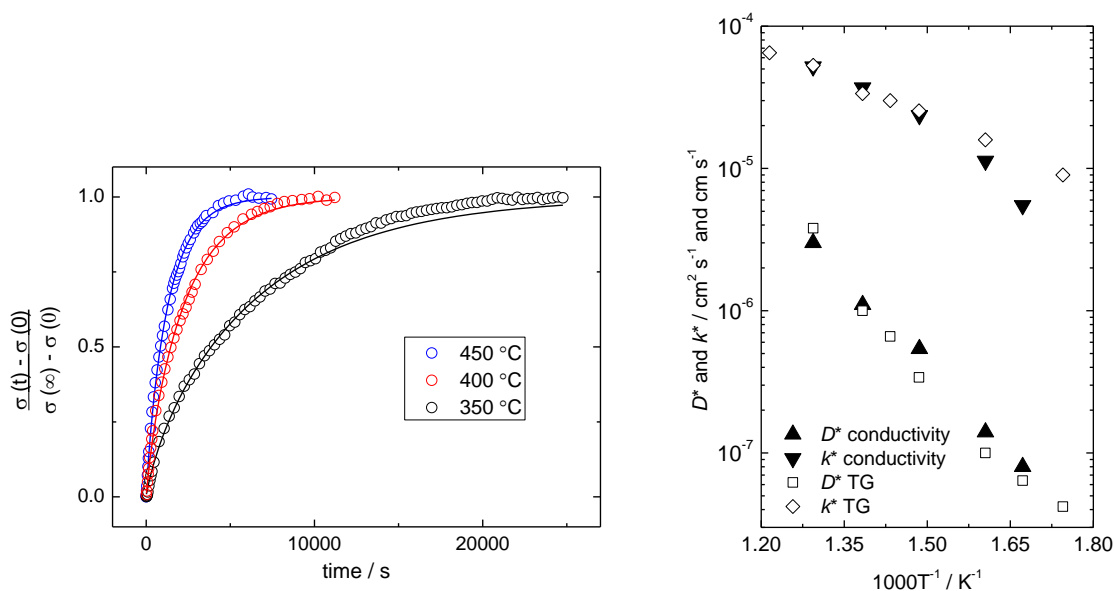 1.0
0.5
0.0
σ (t) - σ (0)
σ (∞) - σ (0)
450 °C
400 °C
350 °C
0
10000
20000
time / s
10⁻⁴
10⁻⁵
10⁻⁶
10⁻⁷
D* and k* / cm² s⁻¹ and cm s⁻¹
D* conductivity
k* conductivity
D* TG
k* TG
1.20
1.35
1.50
1.65
1.80
1000T⁻¹ / K⁻¹